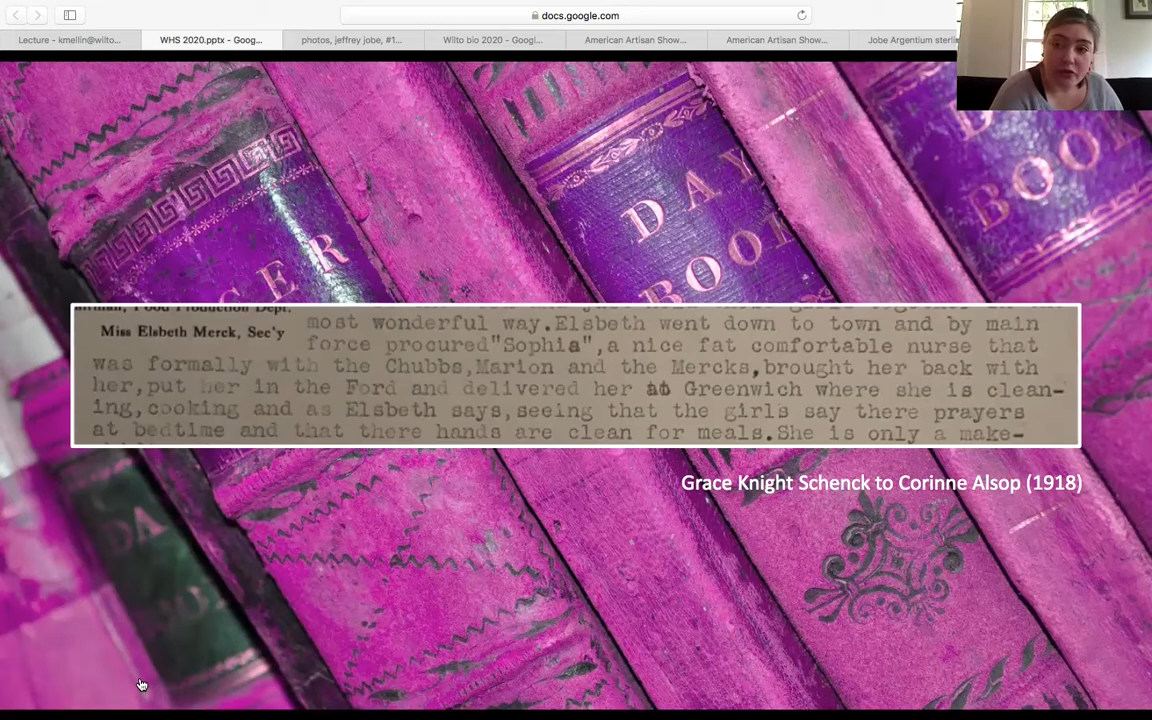 docs.google.com
Lecture - kmellin@wilto...
WHS 2020.pptx - Goog...
photos, jeffrey jobe, #1...
Wilto bio 2020 - Googl...
American Artisan Show...
American Artisan Show...
Jobe Argentium sterli
CER
DAY
BOOK
D
BOOK
DA
Food Production Dept.
Miss Elsbeth Merck, Sec'y
most wonderful way.Elsbeth went down to town and by main
force procured"Sophia",a nice fat comfortable nurse that
was formally with the Chubbs,Marion and the Mercks,brought her back with
her,put her in the Ford and delivered her at Greenwich where she is clean-
ing,cooking and as Elsbeth says,seeing that the girls say there prayers
at bedtime and that there hands are clean for meals.She is only a make-
Grace Knight Schenck to Corinne Alsop (1918)